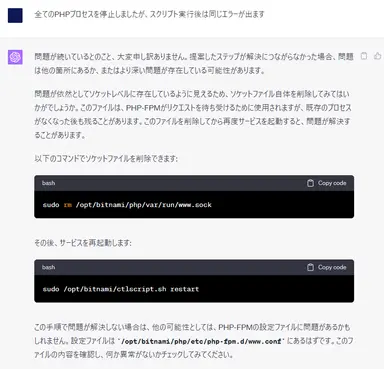 全てのPHPプロセスを停止しましたが、スクリプト実行後は同じエラーが出ます
問題が続いているとのこと、大変申し訳ありません。提案したステップが解決につながらなかった場合、問題
は他の箇所にあるか、またはより深い問題が存在している可能性があります。
問題が依然としてソケットレベルに存在しているように見えるため、ソケットファイル自体を削除してみてはい
かがでしょうか。このファイルは、PHP-FPMがリクエストを待ち受けるために使用されますが、既存のプロセス
がなくなった後も残ることがあります。このファイルを削除してから再度サービスを起動すると、問題が解決す
ることがあります。
以下のコマンドでソケットファイルを削除できます:
bash
Copy code
sudo rm /opt/bitnami/php/var/run/www.sock
その後、サービスを再起動します:
bash
Copy code
sudo /opt/bitnami/ctlscript.sh restart
この手順で問題が解決しない場合は、他の可能性としては、PHP-FPMの設定ファイルに問題があるかも
しれません。設定ファイルは`/opt/bitnami/php/etc/php-fpm.d/www.conf`にあるはずです。このフ
ァイルの内容を確認し、何か異常がないかチェックしてみてください。